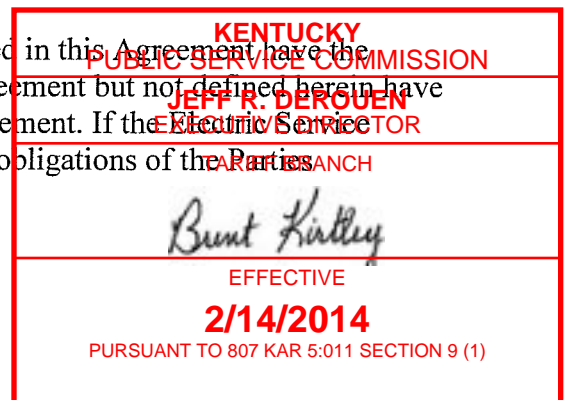 KENTUCKY
d in this Agreement have the
PUBLIC SERVICE COMMISSION
eement but not defined herein have
JEFF R. DEROUEN
ement. If the Electric Service
EXECUTIVE DIRECTOR
obligations of the Parties
TARIFF BRANCH
Bunt Kirtley
EFFECTIVE
2/14/2014
PURSUANT TO 807 KAR 5:011 SECTION 9 (1)